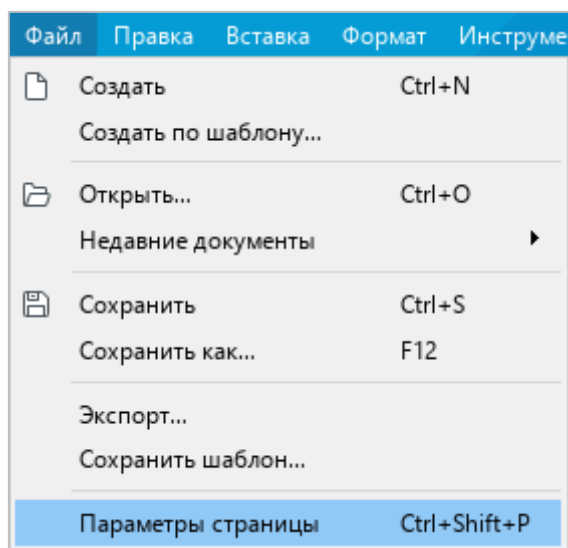 Файл Правка Вставка Формат Инструме
Создать Ctrl+N
Создать по шаблону...
Открыть... Ctrl+O
Недавние документы
Сохранить Ctrl+S
Сохранить как... F12
Экспорт...
Сохранить шаблон...
Параметры страницы Ctrl+Shift+P